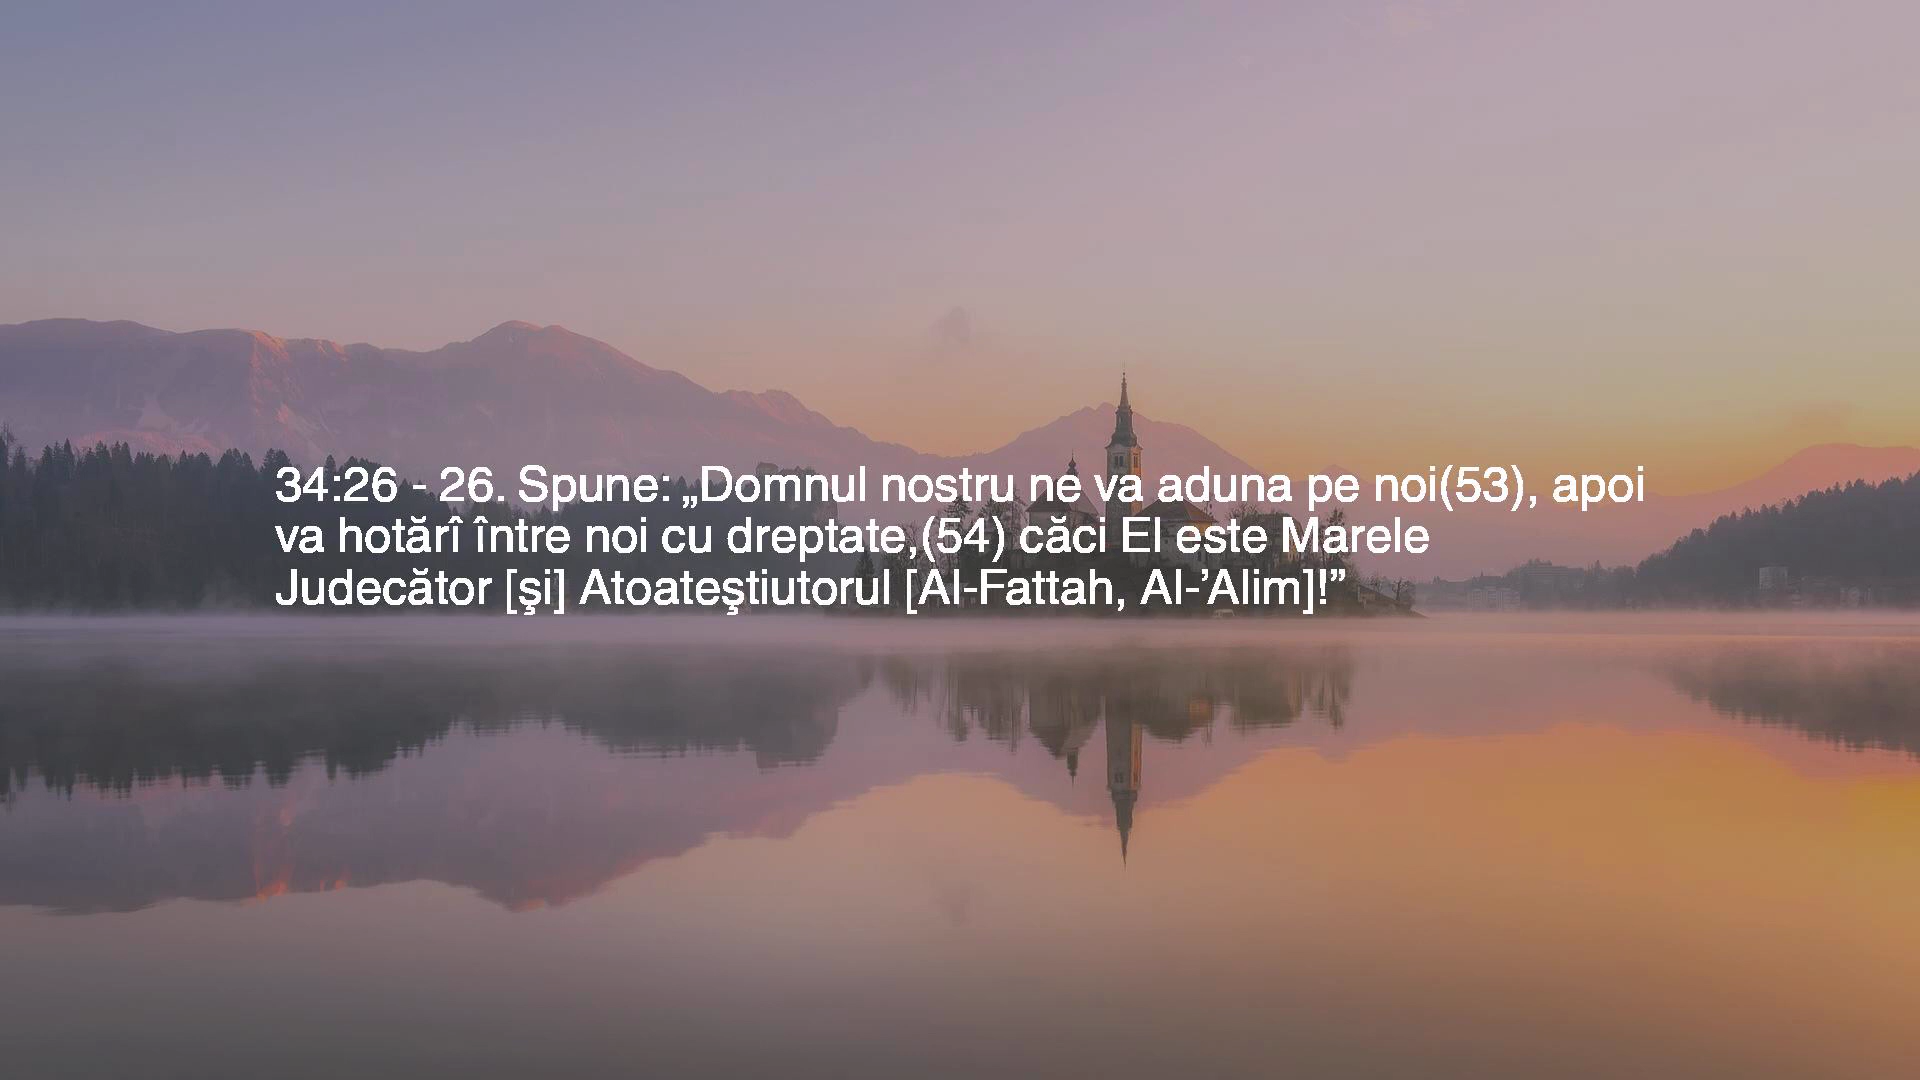 34:26 - 26. Spune: „Domnul nostru ne va aduna pe noi(53), apoi
va hotărî între noi cu dreptate,(54) căci El este Marele
Judecător [şi] Atoateştiutorul [Al-Fattah, Al-’Alim]!”